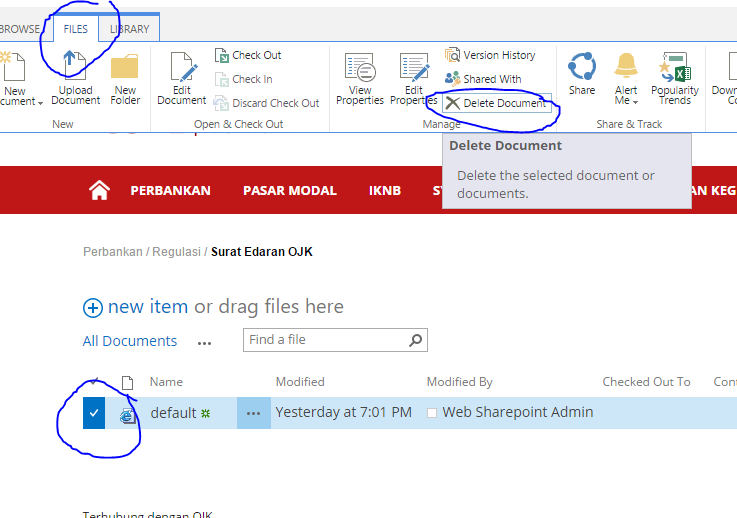 BROWSE FILES LIBRARY
New
Document
Upload
Document
New
Folder
New
Edit
Document
Check Out
Check In
Discard Check Out
Open & Check Out
View
Properties
Edit
Properties
Version History
Shared With
Delete Document
Manage
Share
Alert
Me
Popularity
Trends
Share & Track
Delete Document
Delete the selected document or
documents.
PERBANKAN PASAR MODAL IKNB
Perbankan / Regulasi / Surat Edaran OJK
new item or drag files here
All Documents ... Find a file
Name Modified Modified By Checked Out To
default ... Yesterday at 7:01 PM Web Sharepoint Admin
Terhubung dengan OJK